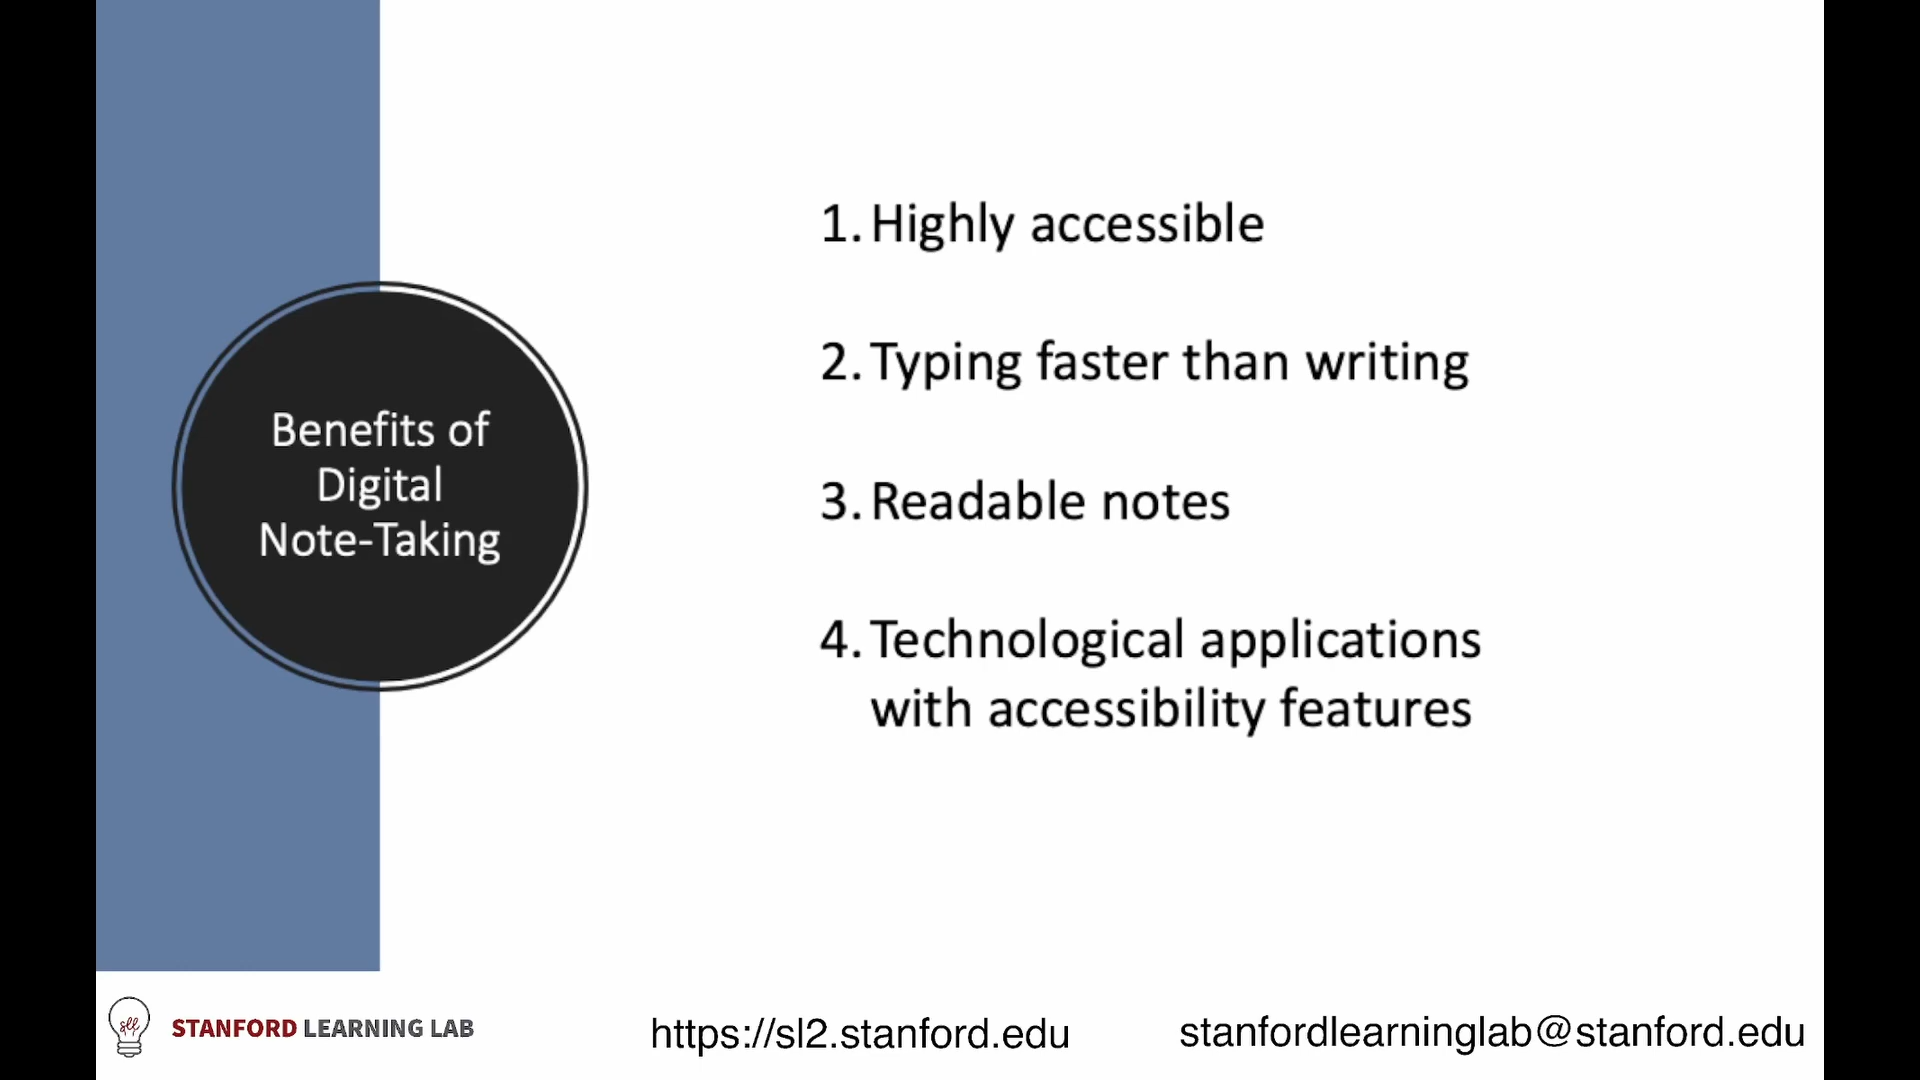 Benefits of
Digital
Note-Taking
1. Highly accessible
2. Typing faster than writing
3. Readable notes
4. Technological applications
with accessibility features
sll
STANFORD LEARNING LAB
https://sl2.stanford.edu
stanfordlearninglab@stanford.edu